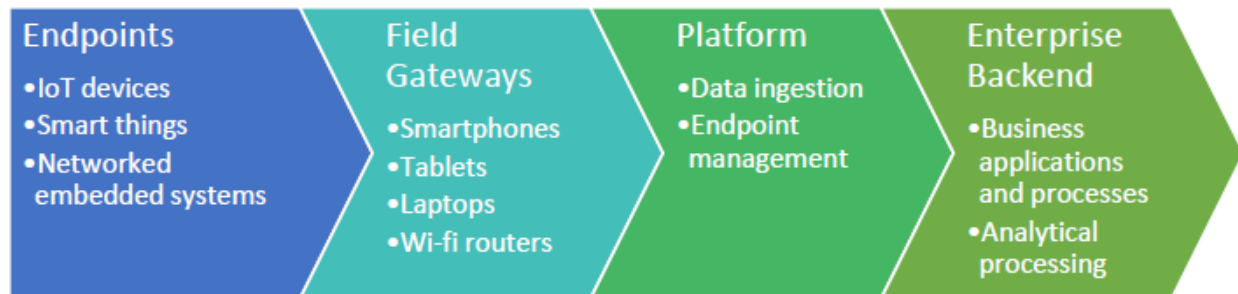 Endpoints
•IoT devices
•Smart things
•Networked
embedded systems
Field
Gateways
•Smartphones
•Tablets
•Laptops
•Wi-fi routers
Platform
•Data ingestion
•Endpoint
management
Enterprise
Backend
•Business
applications
and processes
•Analytical
processing